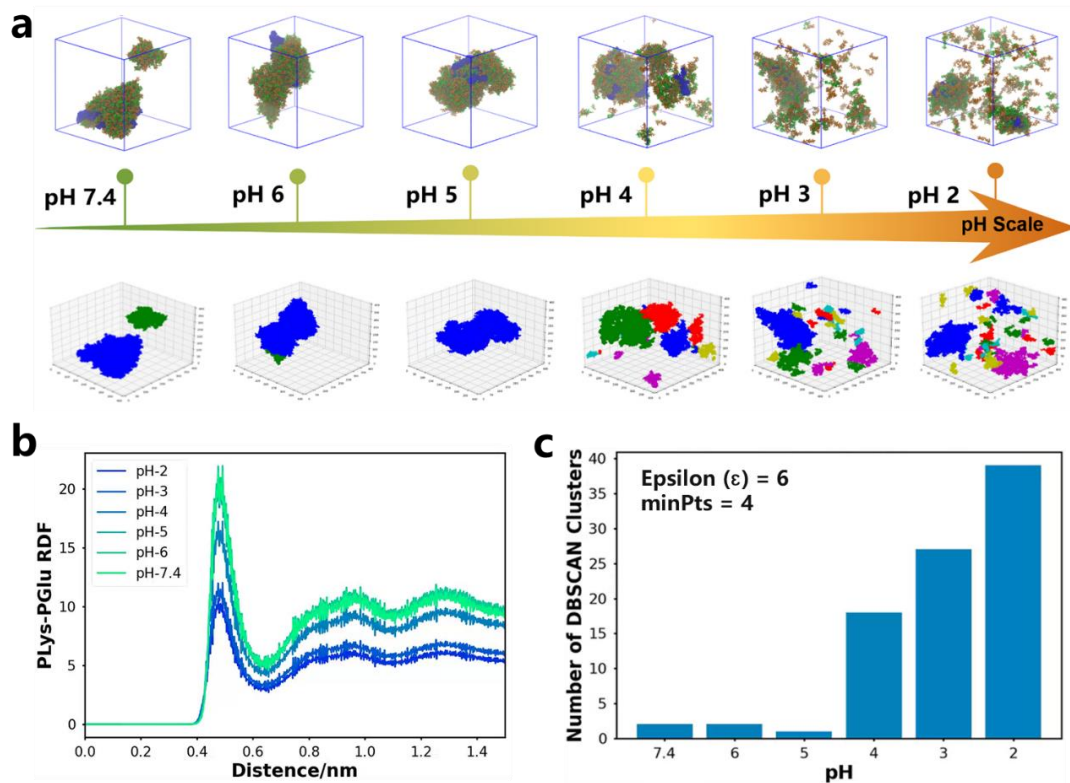 a
pH 7.4
pH 6
pH 5
pH 4
pH 3
pH 2
pH Scale
b
PLys-PGlu RDF
20
15
10
5
0
pH-2
pH-3
pH-4
pH-5
pH-6
pH-7.4
0.0 0.2 0.4 0.6 0.8 1.0 1.2 1.4
Distence/nm
c
Number of DBSCAN Clusters
40
35
30
25
20
15
10
5
0
Epsilon (ε) = 6
minPts = 4
7.4 6 5 4 3 2
pH